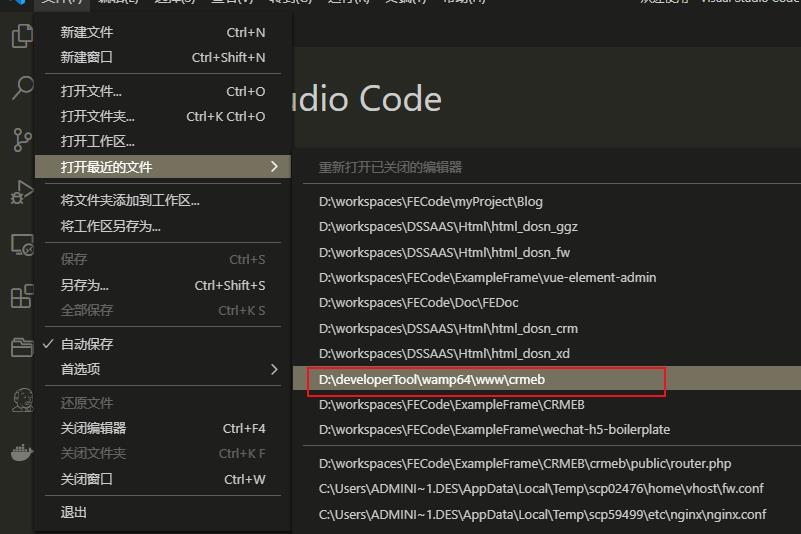 新建文件 Ctrl+N
新建窗口 Ctrl+Shift+N
打开文件... Ctrl+O
打开文件夹... Ctrl+K Ctrl+O
打开工作区...
打开最近的文件
将文件夹添加到工作区...
将工作区另存为...
保存 Ctrl+S
另存为... Ctrl+Shift+S
全部保存 Ctrl+K S
自动保存
首选项
还原文件
关闭编辑器 Ctrl+F4
关闭文件夹 Ctrl+K F
关闭窗口 Ctrl+W
退出
udio Code
重新打开已关闭的编辑器
D:\workspaces\FECode\myProject\Blog
D:\workspaces\DSSAAS\Html\html_dosn_ggz
D:\workspaces\DSSAAS\Html\html_dosn_fw
D:\workspaces\FECode\ExampleFrame\vue-element-admin
D:\workspaces\FECode\Doc\FEDoc
D:\workspaces\DSSAAS\Html\html_dosn_crm
D:\workspaces\DSSAAS\Html\html_dosn_xd
D:\developerTool\wamp64\www\crmeb
D:\workspaces\FECode\ExampleFrame\CRMEB
D:\workspaces\FECode\ExampleFrame\wechat-h5-boilerplate
D:\workspaces\FECode\ExampleFrame\CRMEB\crmeb\public\router.php
C:\Users\ADMINI~1.DES\AppData\Local\Temp\scp02476\home\vhost\fw.conf
C:\Users\ADMINI~1.DES\AppData\Local\Temp\scp59499\etc\nginx\nginx.conf